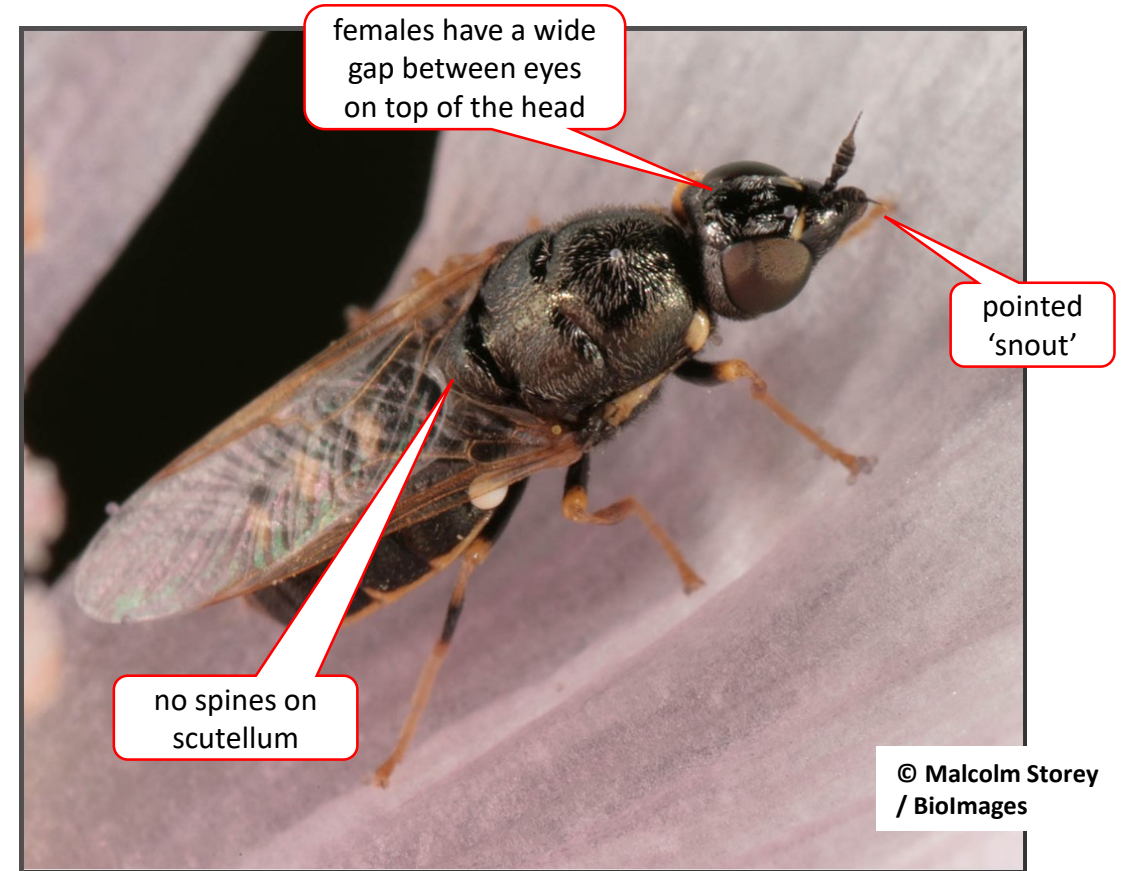 females have a wide
gap between eyes
on top of the head
pointed
‘snout’
no spines on
scutellum
© Malcolm Storey
/ BioImages